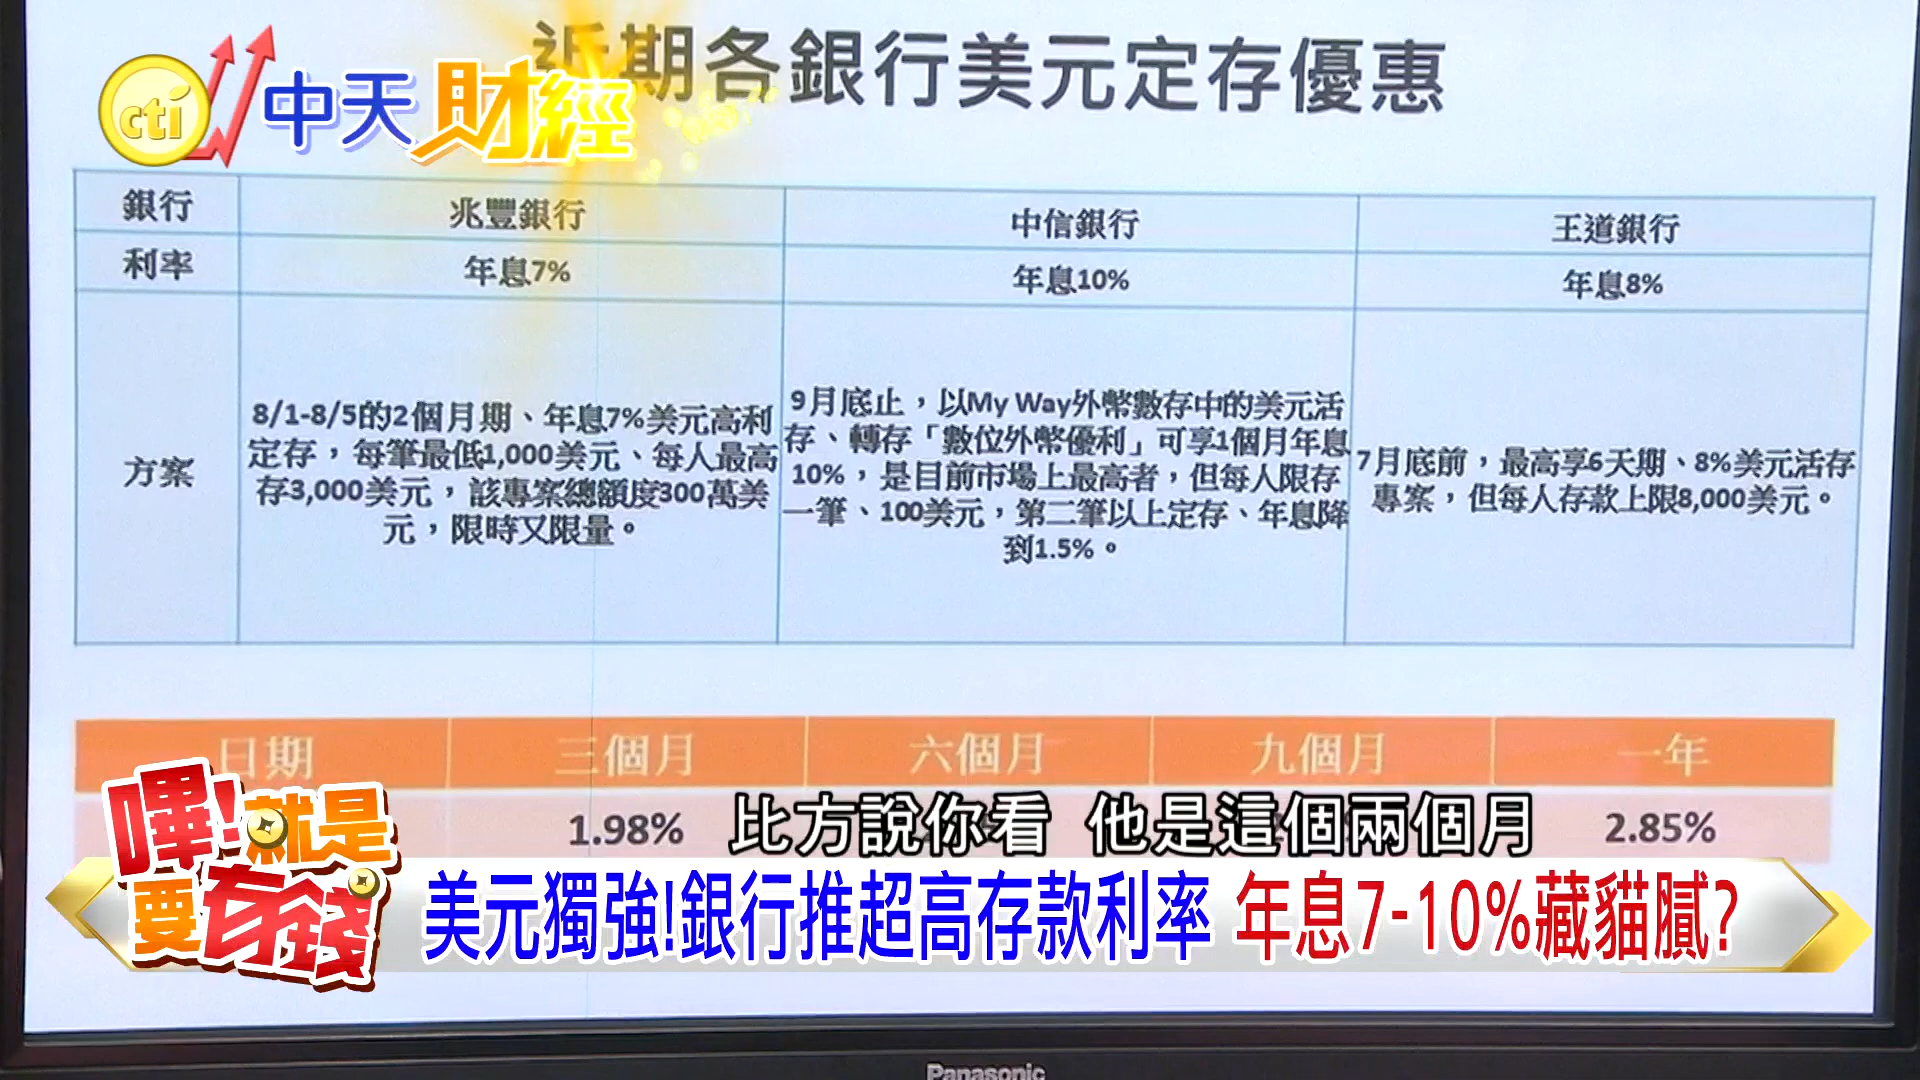 近期各銀行美元定存優惠
cti 中天財經
銀行 兆豐銀行 中信銀行 王道銀行
利率 年息7% 年息10% 年息8%
方案
8/1-8/5的2個月期、年息7%美元高利
定存，每筆最低1,000美元、每人最高
存3,000美元，該專案總額度300萬美
元，限時又限量。
9月底止，以My Way外幣數存中的美元活
存、轉存「數位外幣優利」可享1個月年息
10%，是目前市場上最高者，但每人限存
一筆、100美元，第二筆以上定存、年息降
到1.5%。
7月底前，最高享6天期、8%美元活存
專案，但每人存款上限8,000美元。
日期 三個月 六個月 九個月 一年
1.98% 2.85%
比方說你看 他是這個兩個月
嗶!就是
要有錢
美元獨強!銀行推超高存款利率 年息7-10%藏貓膩?
Panasonic